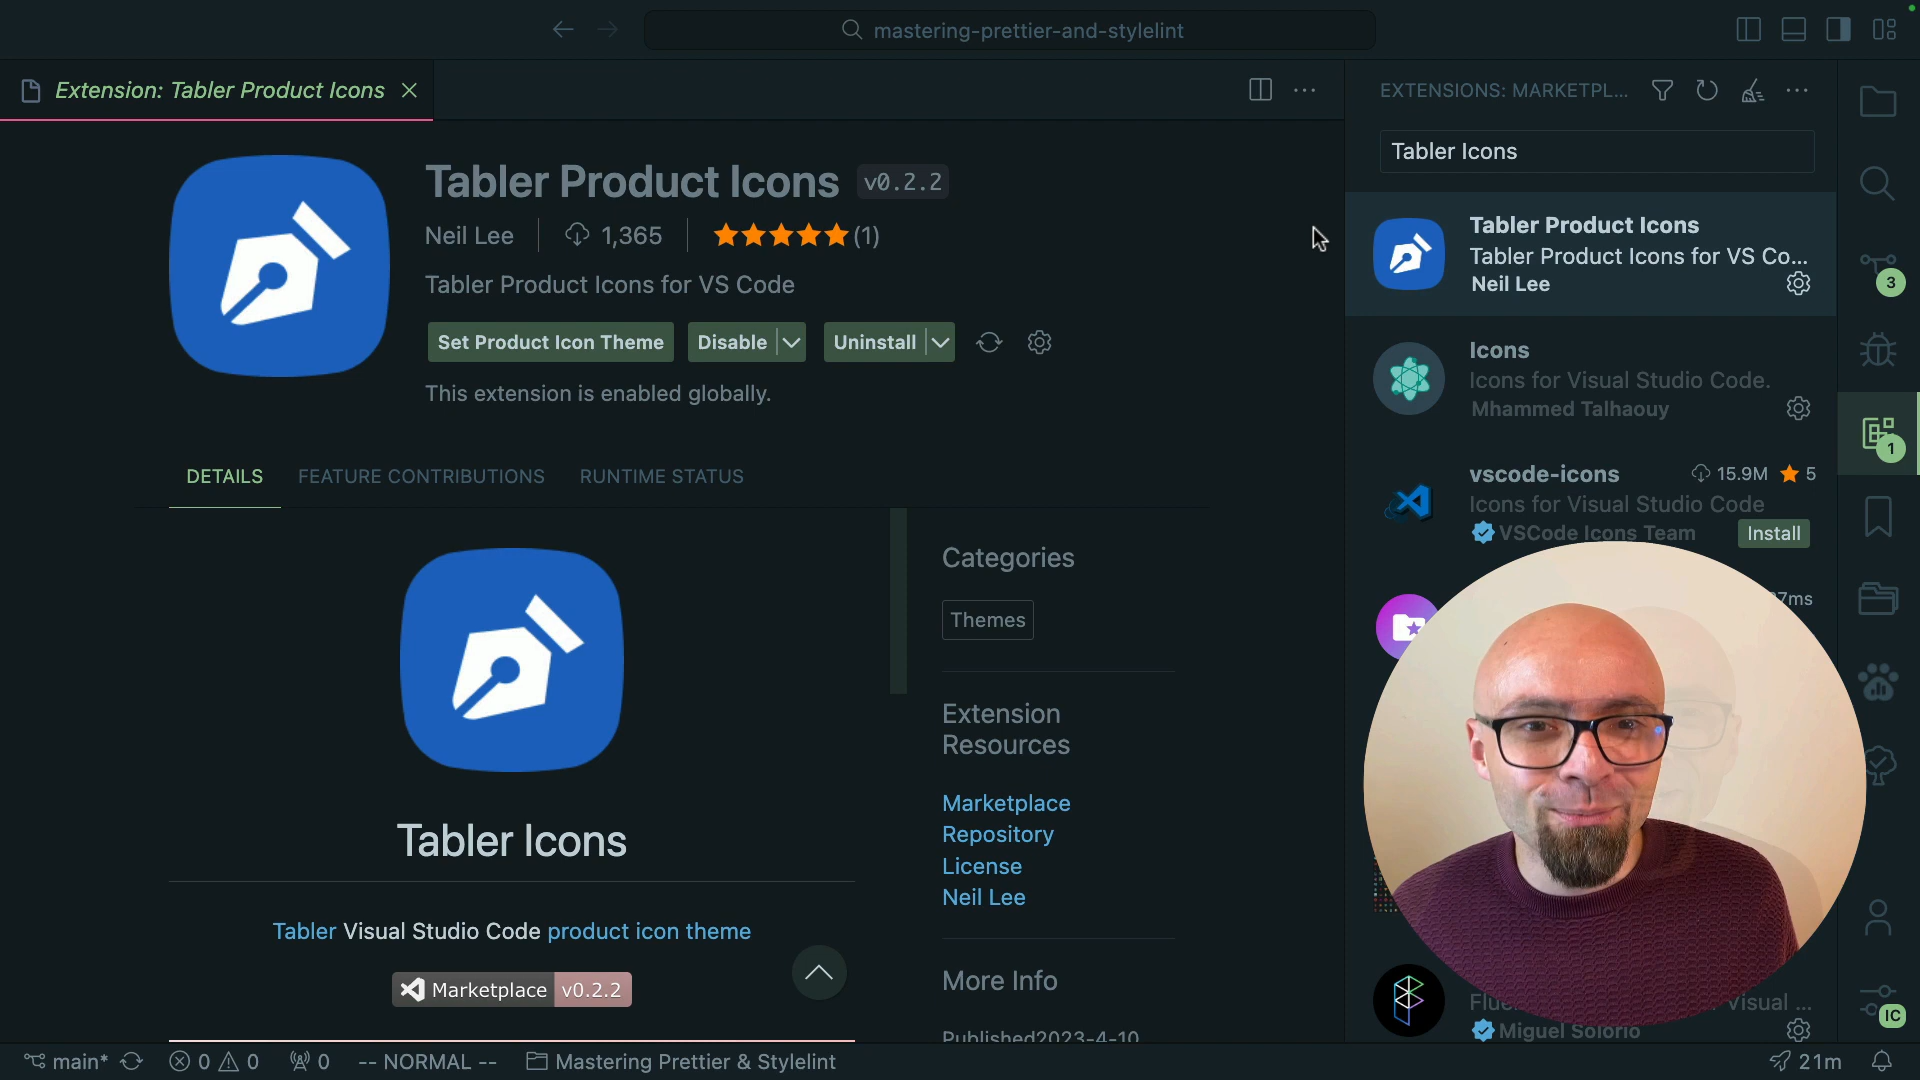 mastering-prettier-and-stylelint
Extension: Tabler Product Icons
EXTENSIONS: MARKETPL...
Tabler Icons
Tabler Product Icons v0.2.2
Neil Lee 1,365 (1)
Tabler Product Icons for VS Code
Set Product Icon Theme Disable Uninstall
This extension is enabled globally.
DETAILS FEATURE CONTRIBUTIONS RUNTIME STATUS
Tabler Icons
Tabler Visual Studio Code product icon theme
Marketplace v0.2.2
Categories
Themes
Extension
Resources
Marketplace
Repository
License
Neil Lee
More Info
Published2023-4-10
Tabler Product Icons
Tabler Product Icons for VS Co...
Neil Lee
Icons
Icons for Visual Studio Code.
Mhammed Talhaouy
vscode-icons 15.9M 5
Icons for Visual Studio Code
VSCode Icons Team Install
7ms
Visual ...
Miguel Solorio
3
1
IC
main* 0 0 0 -- NORMAL -- Mastering Prettier & Stylelint 21m